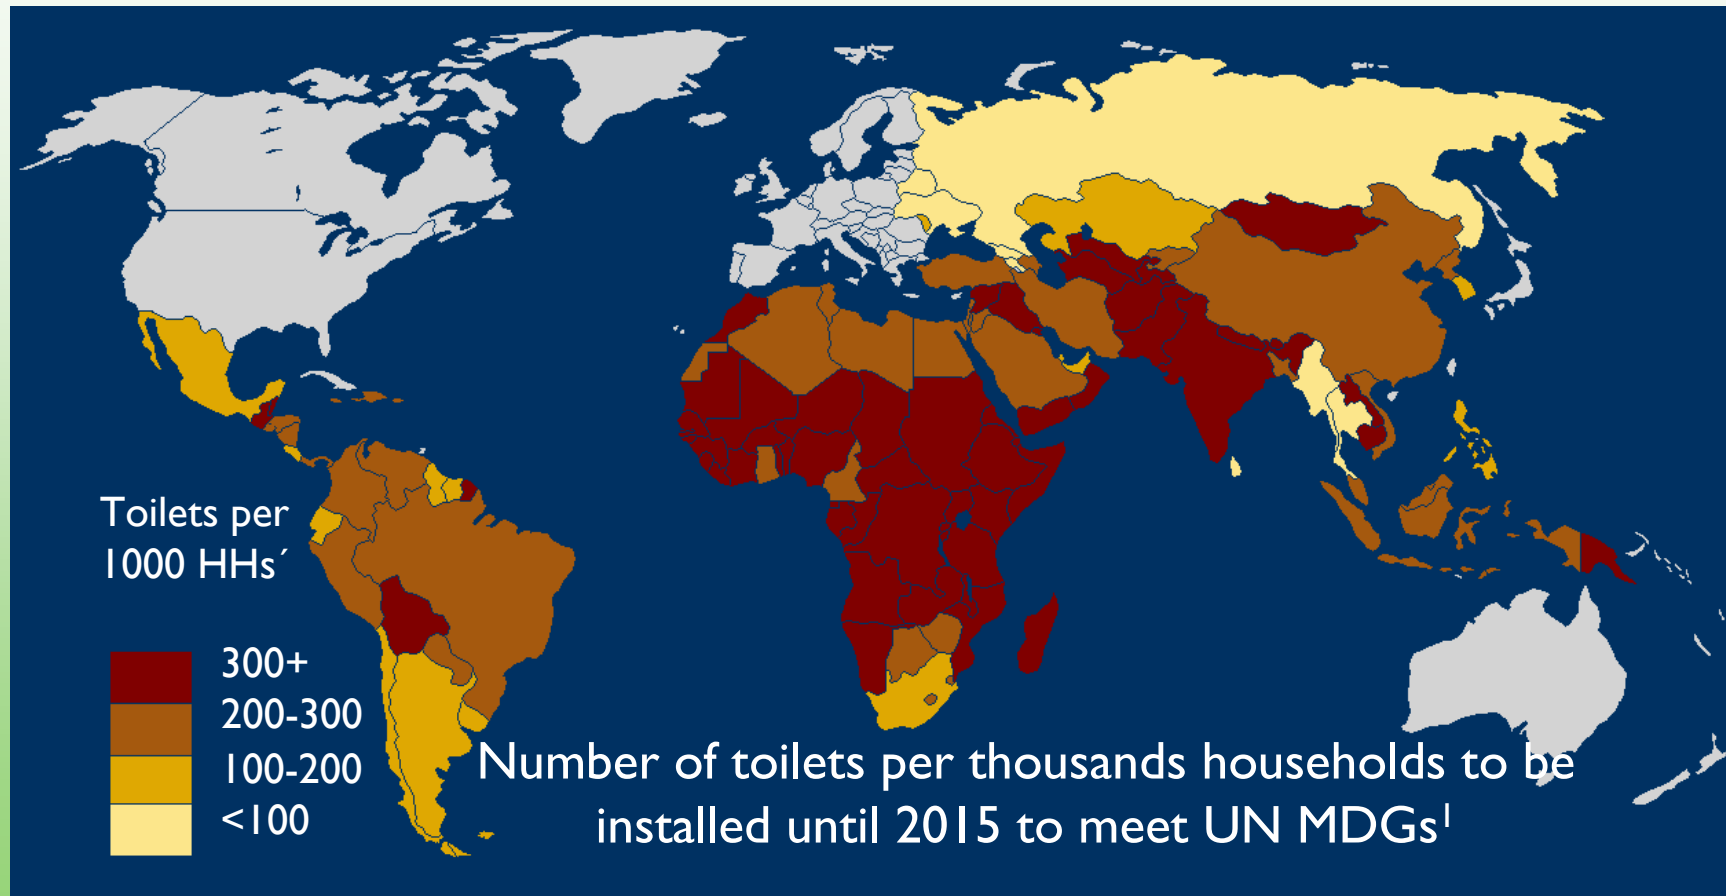 Toilets per
1000 HHs´
300+
200-300
100-200
<100
Number of toilets per thousands households to be
installed until 2015 to meet UN MDGs¹